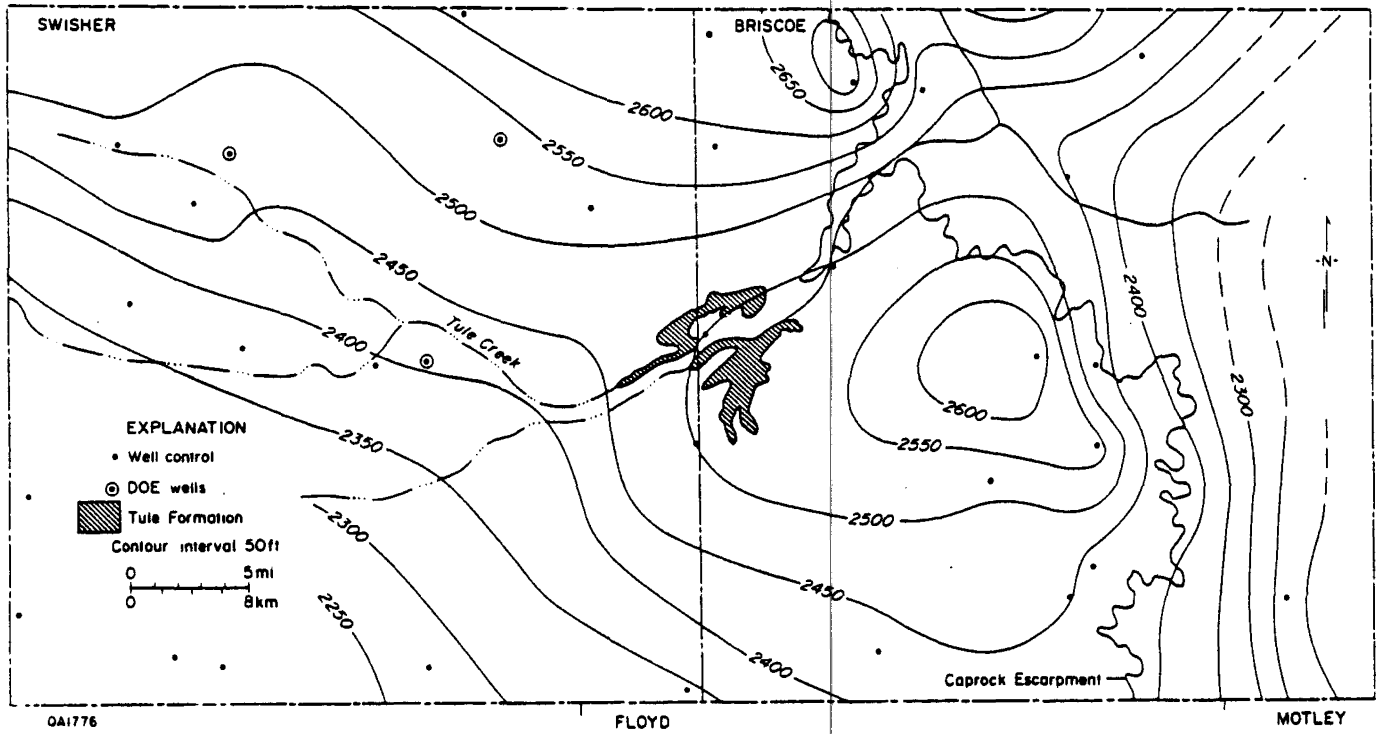 SWISHER
BRISCOE
2650
2600
2550
2500
2450
2400
2400
Tule Creek
2300
2600
2550
2350
EXPLANATION
Well control
DOE wells
Tule Formation
Contour interval 50ft
0 5mi
0 8km
-N-
2500
2300
2450
2250
2400
Caprock Escarpment
QA1776
FLOYD
MOTLEY